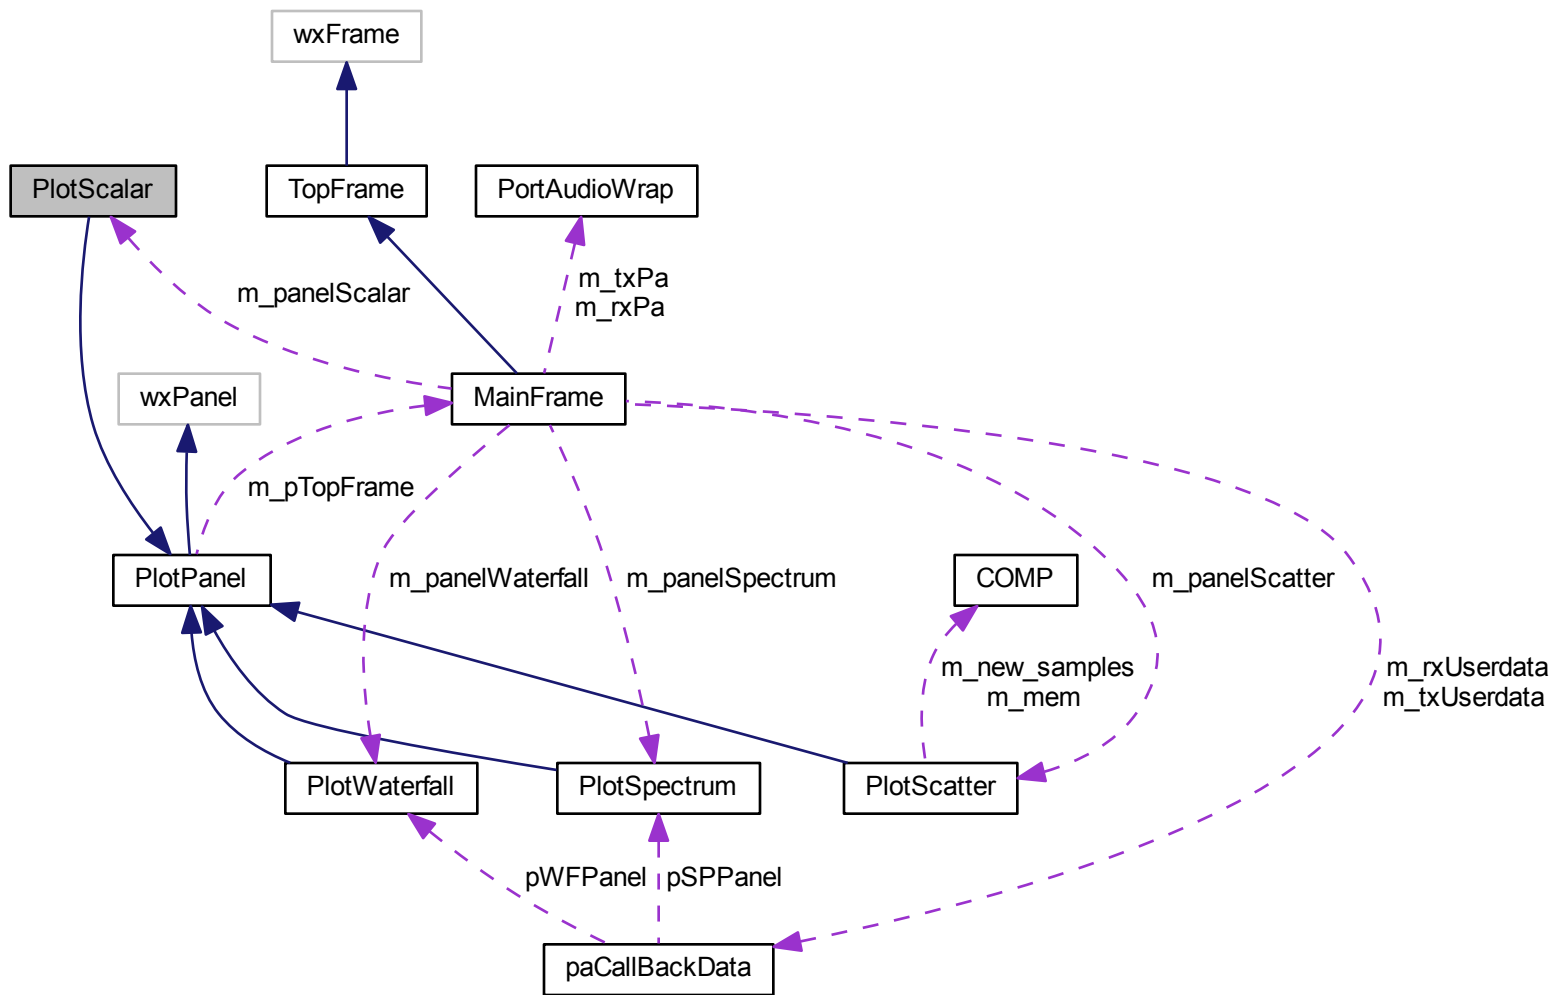 wxFrame
PlotScalar
TopFrame
PortAudioWrap
m_panelScalar
m_txPa
m_rxPa
wxPanel
MainFrame
m_pTopFrame
PlotPanel
m_panelWaterfall
m_panelSpectrum
COMP
m_panelScatter
m_new_samples
m_mem
m_rxUserdata
m_txUserdata
PlotWaterfall
PlotSpectrum
PlotScatter
pWFPanel
pSPPanel
paCallBackData